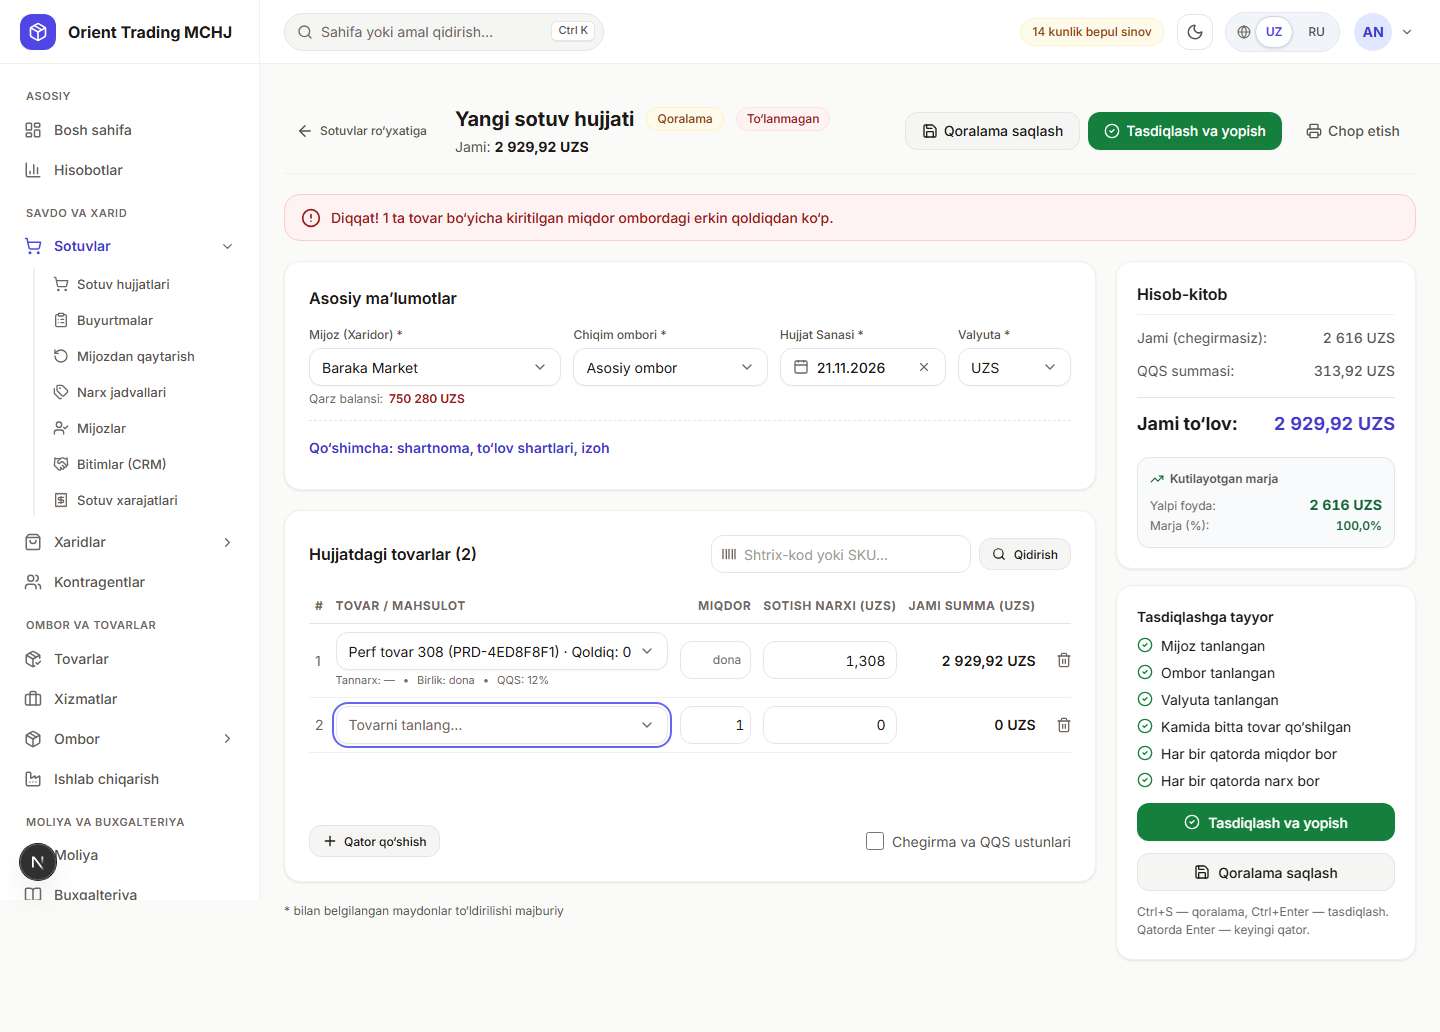 Orient Trading MCHJ
Sahifa yoki amal qidirish...
Ctrl K
14 kunlik bepul sinov
UZ
RU
AN
ASOSIY
Bosh sahifa
Hisobotlar
SAVDO VA XARID
Sotuvlar
Sotuv hujjatlari
Buyurtmalar
Mijozdan qaytarish
Narx jadvallari
Mijozlar
Bitimlar (CRM)
Sotuv xarajatlari
Xaridlar
Kontragentlar
OMBOR VA TOVARLAR
Tovarlar
Xizmatlar
Ombor
Ishlab chiqarish
MOLIYA VA BUXGALTERIYA
N
Moliya
Buxgalteriya
Sotuvlar ro‘yxatiga
Yangi sotuv hujjati
Qoralama
To‘lanmagan
Jami: 2 929,92 UZS
Qoralama saqlash
Tasdiqlash va yopish
Chop etish
Diqqat! 1 ta tovar bo‘yicha kiritilgan miqdor ombordagi erkin qoldiqdan ko‘p.
Asosiy ma’lumotlar
Mijoz (Xaridor) *
Chiqim ombori *
Hujjat Sanasi *
Valyuta *
Baraka Market
Asosiy ombor
21.11.2026
UZS
Qarz balansi: 750 280 UZS
Qo‘shimcha: shartnoma, to‘lov shartlari, izoh
Hujjatdagi tovarlar (2)
Shtrix-kod yoki SKU...
Qidirish
# TOVAR / MAHSULOT MIQDOR SOTISH NARXI (UZS) JAMI SUMMA (UZS)
1 Perf tovar 308 (PRD-4ED8F8F1) · Qoldiq: 0 dona 1,308 2 929,92 UZS
Tannarx: — • Birlik: dona • QQS: 12%
2 Tovarni tanlang... 1 0 0 UZS
Qator qo‘shish
Chegirma va QQS ustunlari
* bilan belgilangan maydonlar to‘ldirilishi majburiy
Hisob-kitob
Jami (chegirmasiz): 2 616 UZS
QQS summasi: 313,92 UZS
Jami to‘lov: 2 929,92 UZS
Kutilayotgan marja
Yalpi foyda: 2 616 UZS
Marja (%): 100,0%
Tasdiqlashga tayyor
Mijoz tanlangan
Ombor tanlangan
Valyuta tanlangan
Kamida bitta tovar qo‘shilgan
Har bir qatorda miqdor bor
Har bir qatorda narx bor
Tasdiqlash va yopish
Qoralama saqlash
Ctrl+S — qoralama, Ctrl+Enter — tasdiqlash.
Qatorda Enter — keyingi qator.